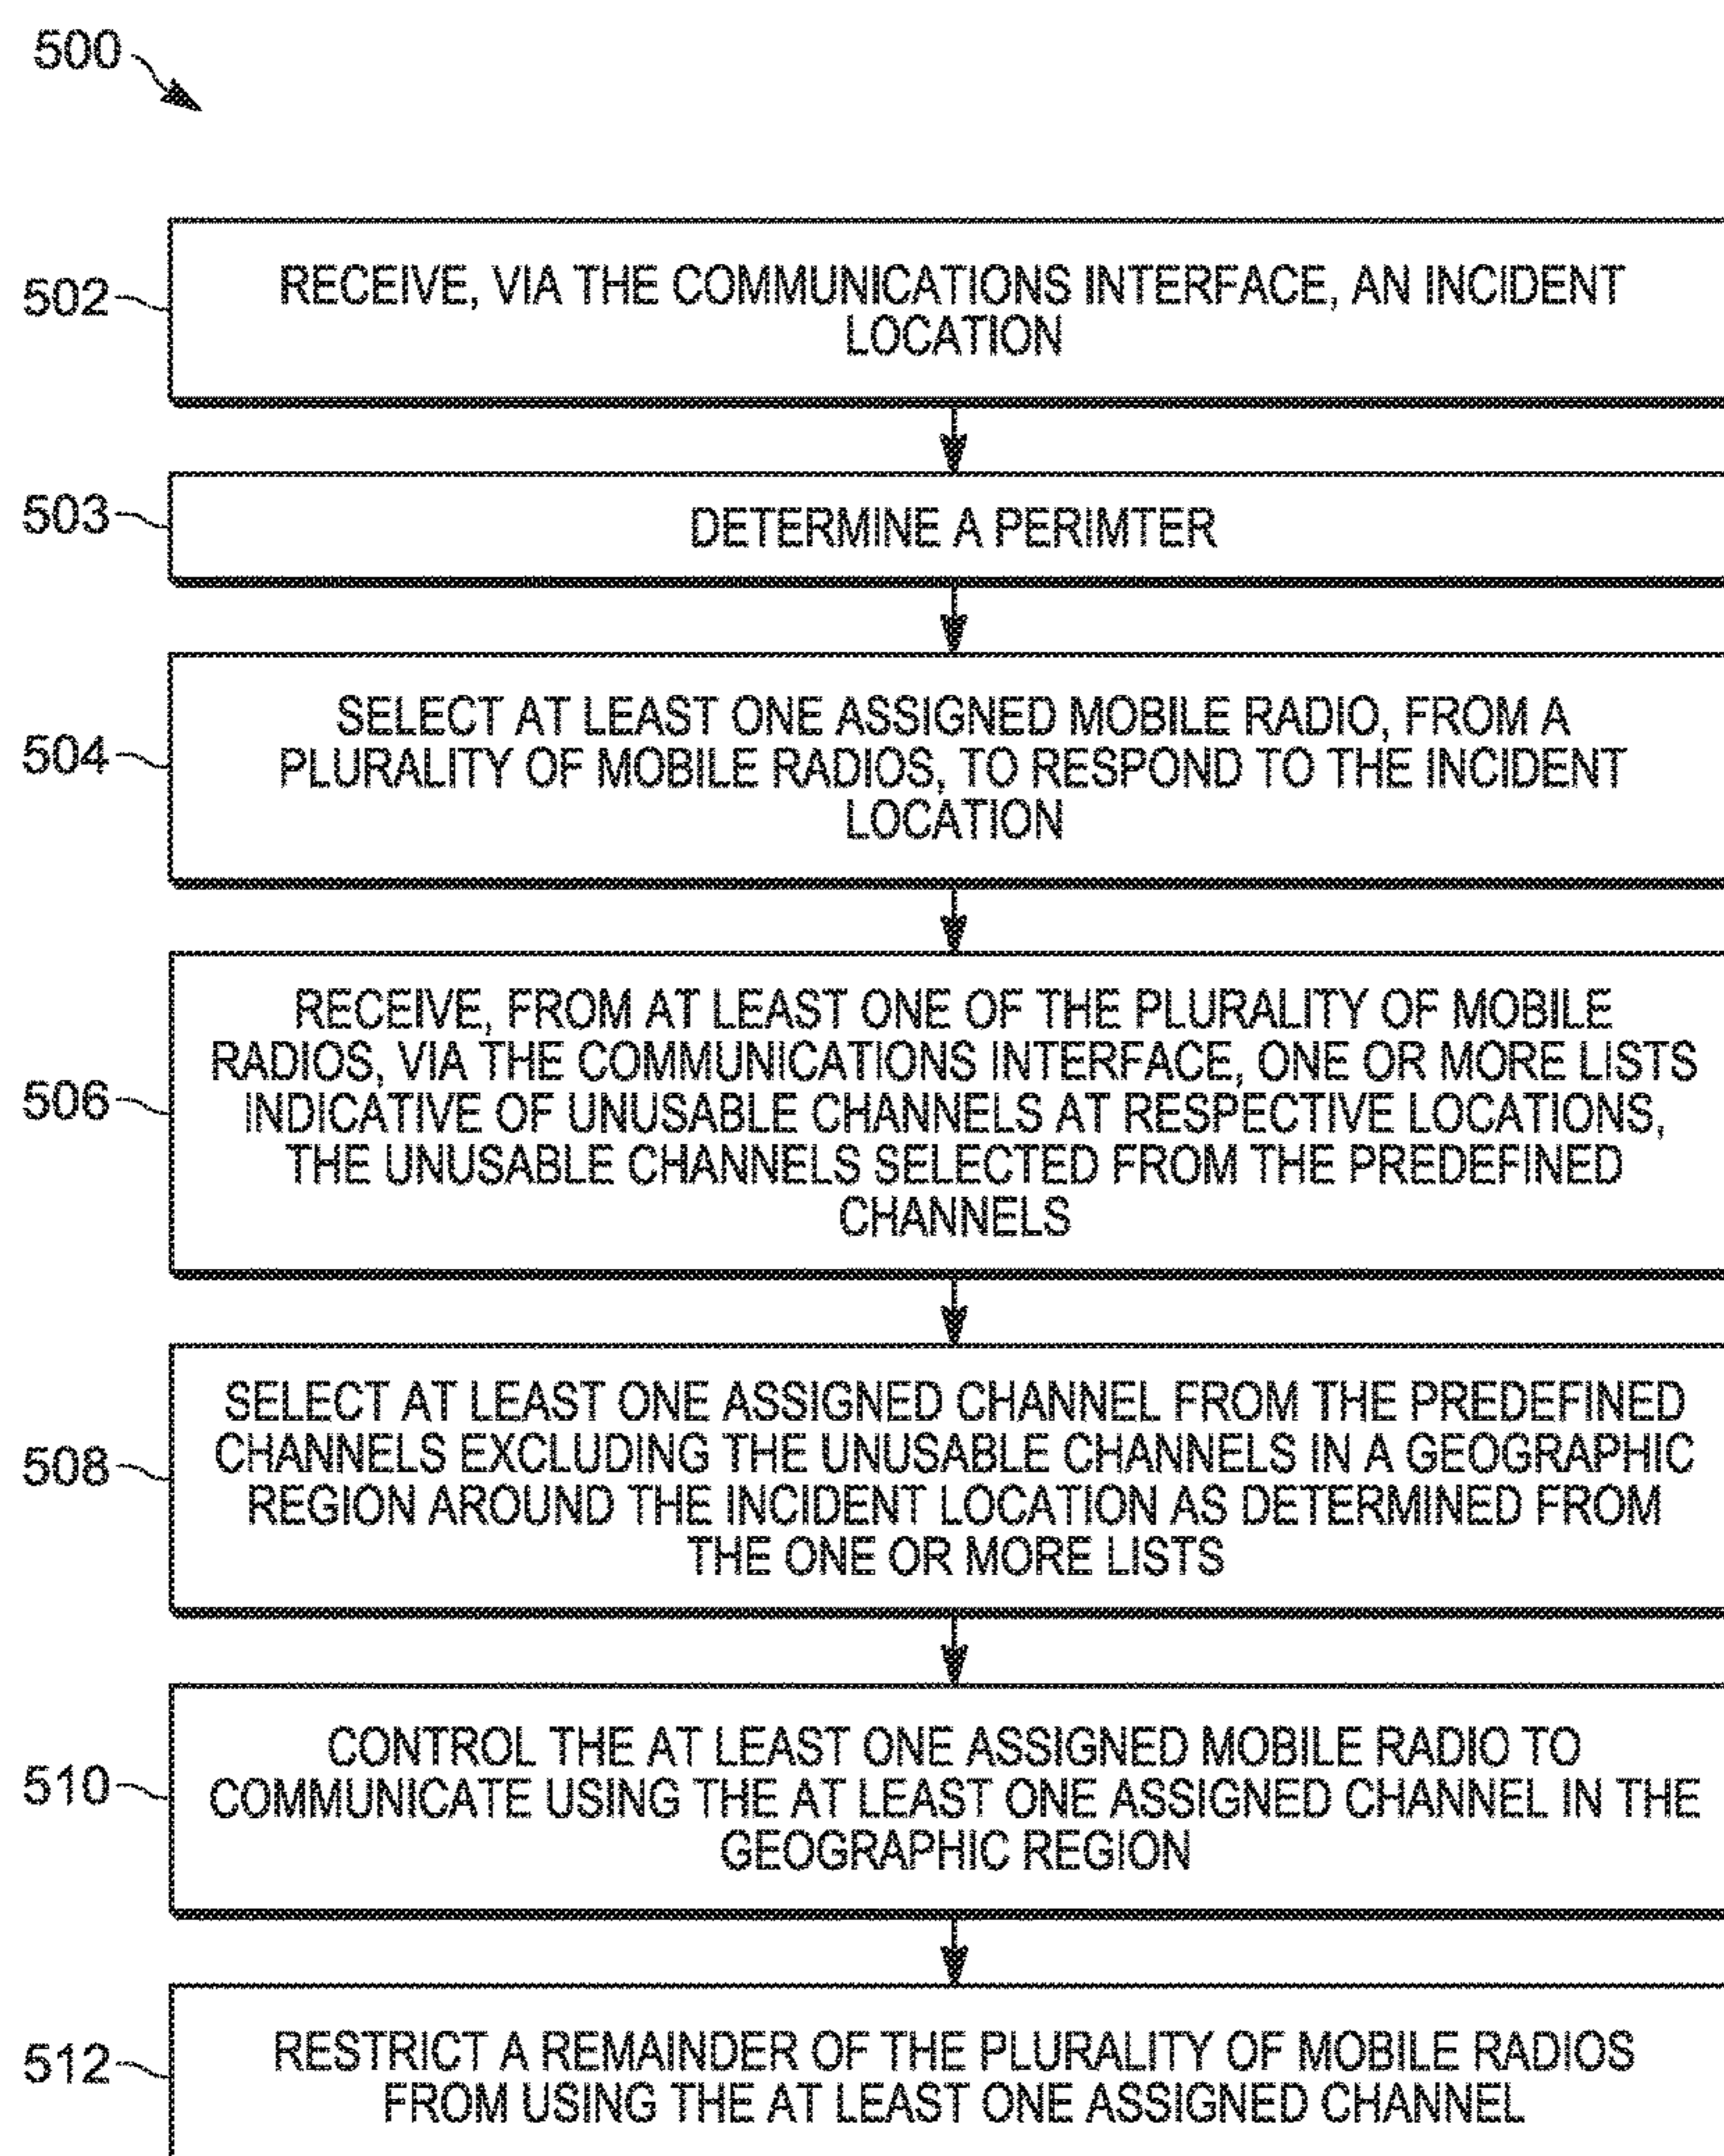 500
502
RECEIVE, VIA THE COMMUNICATIONS INTERFACE, AN INCIDENT
LOCATION
503
DETERMINE A PERIMTER
504
SELECT AT LEAST ONE ASSIGNED MOBILE RADIO, FROM A
PLURALITY OF MOBILE RADIOS, TO RESPOND TO THE INCIDENT
LOCATION
506
RECEIVE, FROM AT LEAST ONE OF THE PLURALITY OF MOBILE
RADIOS, VIA THE COMMUNICATIONS INTERFACE, ONE OR MORE LISTS
INDICATIVE OF UNUSABLE CHANNELS AT RESPECTIVE LOCATIONS,
THE UNUSABLE CHANNELS SELECTED FROM THE PREDEFINED
CHANNELS
508
SELECT AT LEAST ONE ASSIGNED CHANNEL FROM THE PREDEFINED
CHANNELS EXCLUDING THE UNUSABLE CHANNELS IN A GEOGRAPHIC
REGION AROUND THE INCIDENT LOCATION AS DETERMINED FROM
THE ONE OR MORE LISTS
510
CONTROL THE AT LEAST ONE ASSIGNED MOBILE RADIO TO
COMMUNICATE USING THE AT LEAST ONE ASSIGNED CHANNEL IN THE
GEOGRAPHIC REGION
512
RESTRICT A REMAINDER OF THE PLURALITY OF MOBILE RADIOS
FROM USING THE AT LEAST ONE ASSIGNED CHANNEL